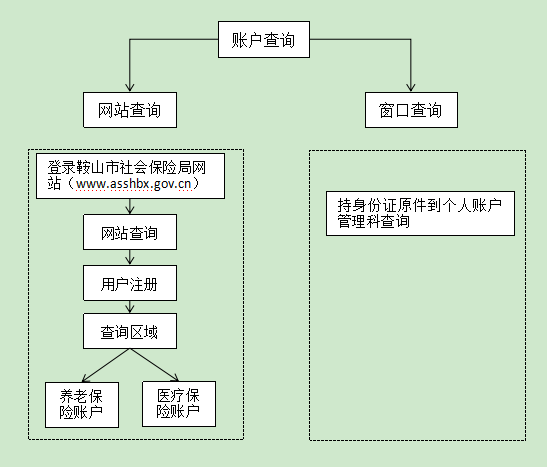 账户查询
网站查询
窗口查询
登录鞍山市社会保险局网
站（www.asshbx.gov.cn）
网站查询
用户注册
查询区域
养老保
险账户
医疗保
险账户
持身份证原件到个人账户
管理科查询